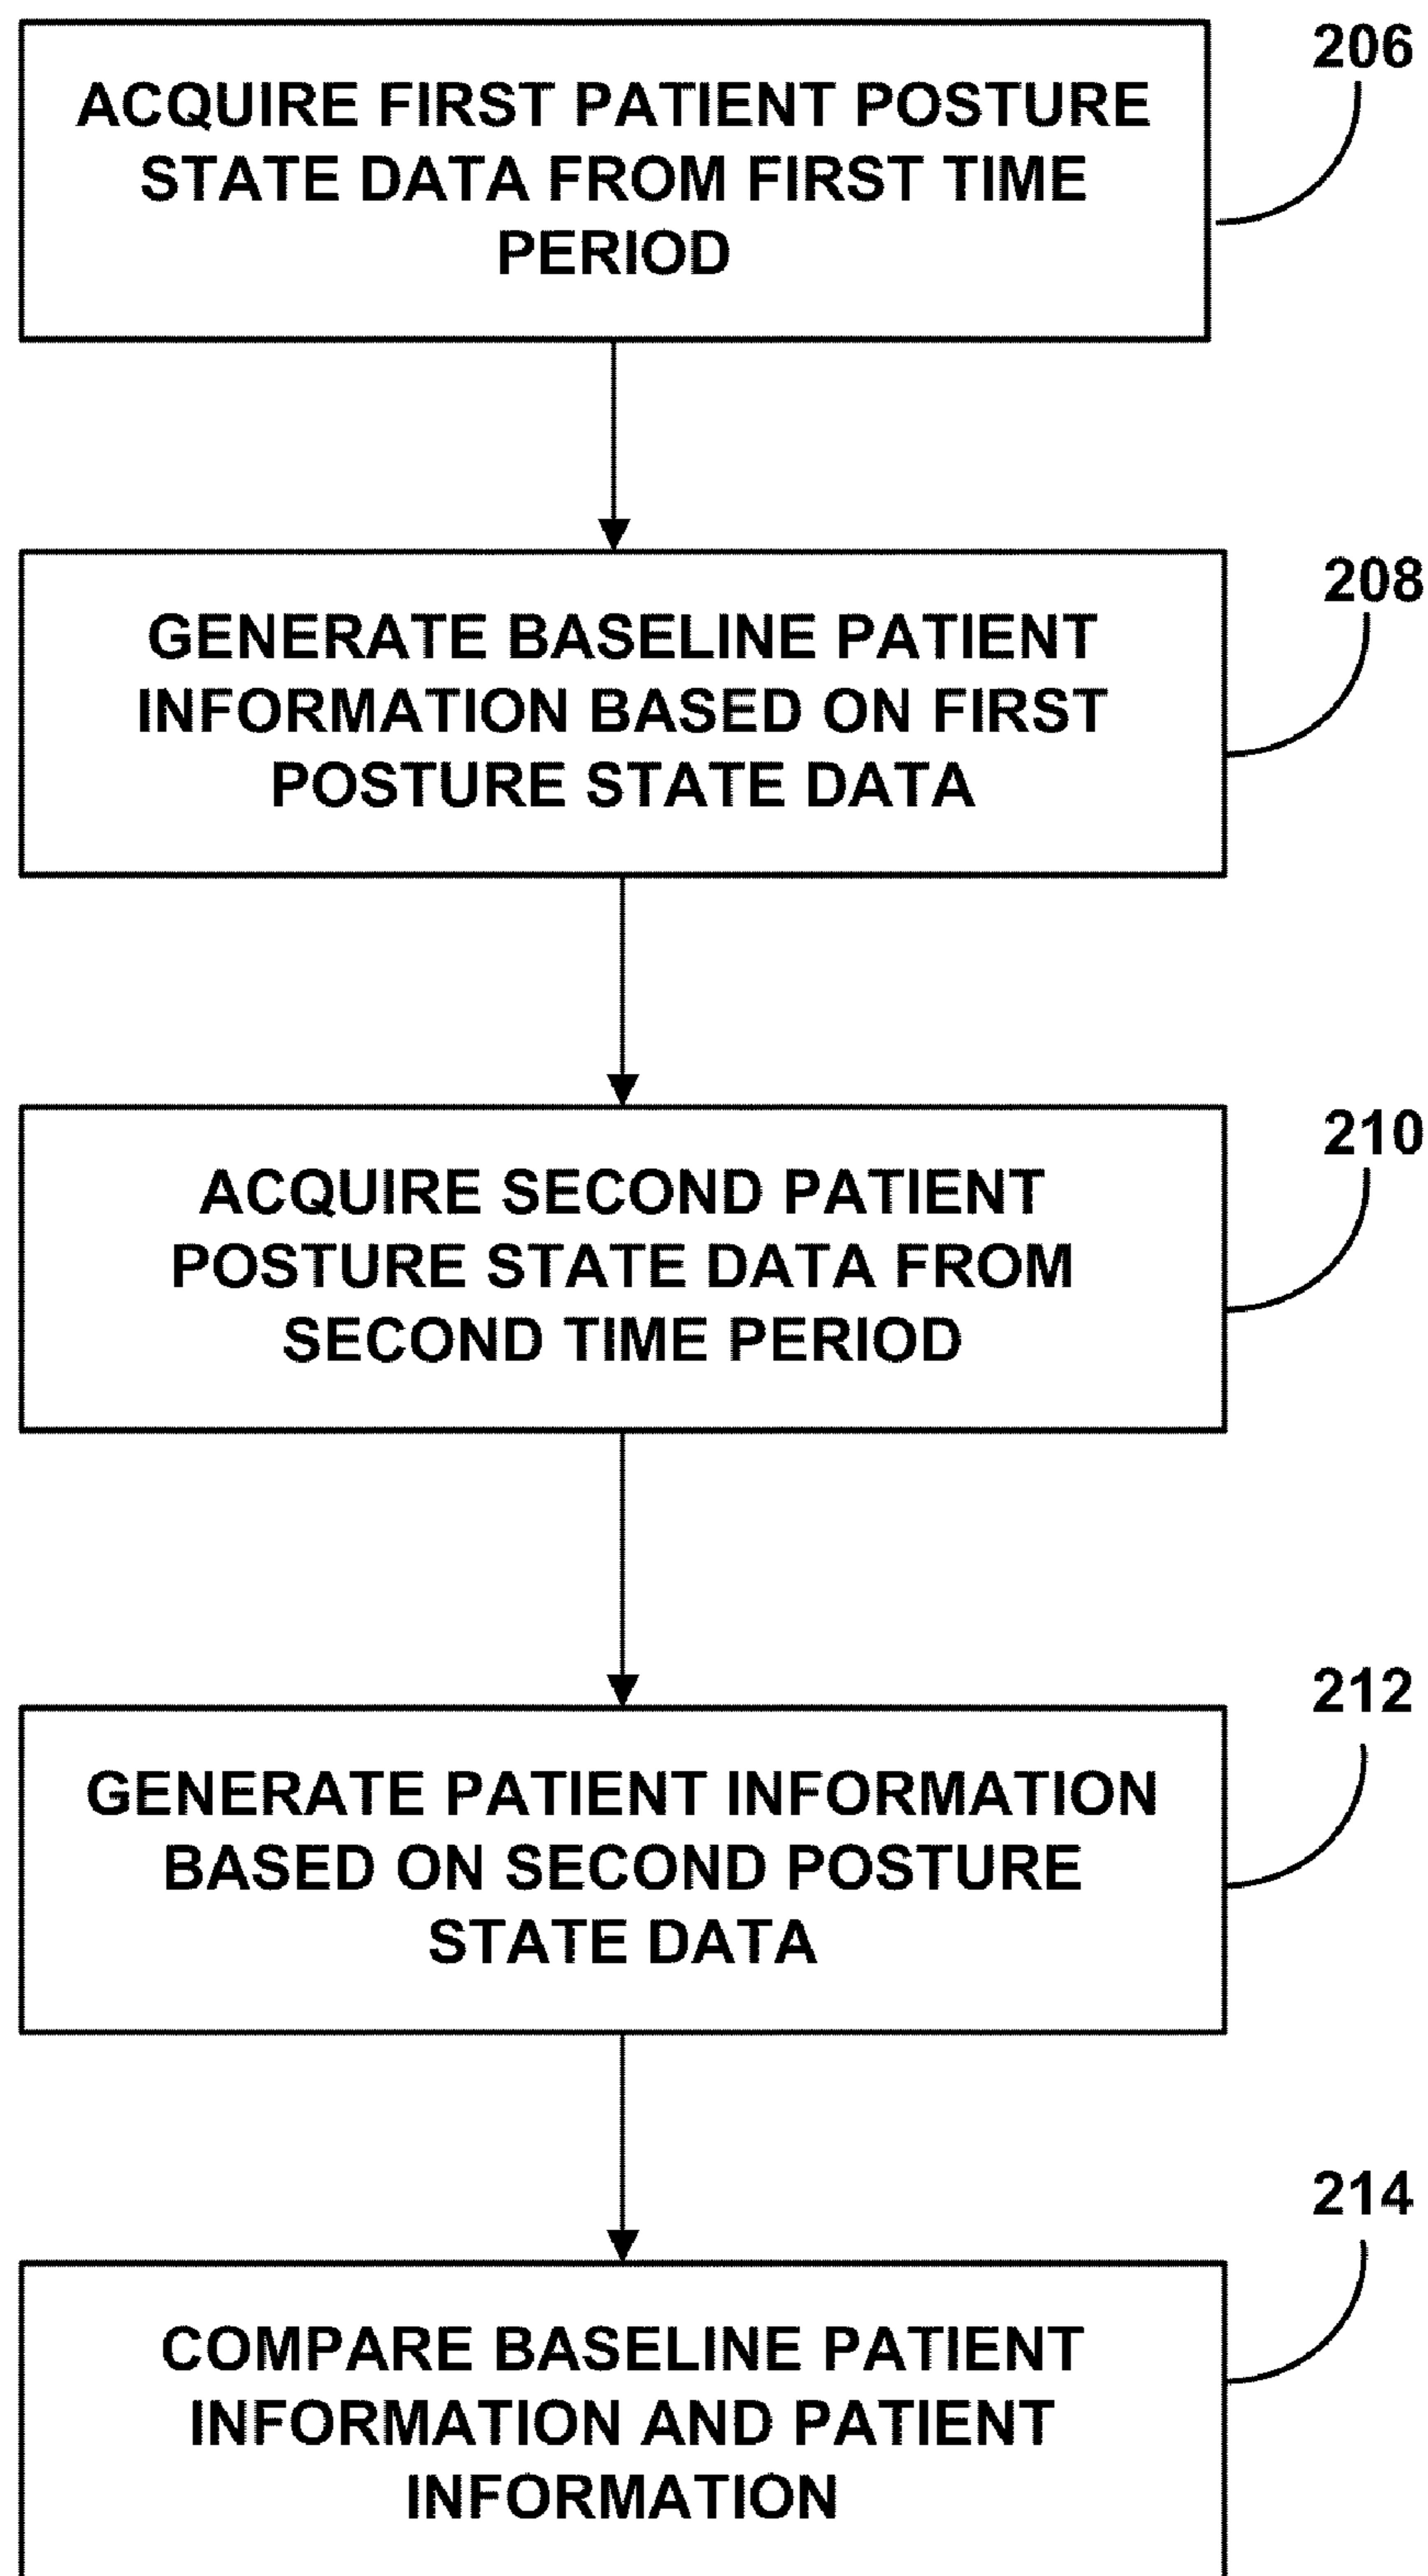 206
ACQUIRE FIRST PATIENT POSTURE
STATE DATA FROM FIRST TIME
PERIOD
208
GENERATE BASELINE PATIENT
INFORMATION BASED ON FIRST
POSTURE STATE DATA
210
ACQUIRE SECOND PATIENT
POSTURE STATE DATA FROM
SECOND TIME PERIOD
212
GENERATE PATIENT INFORMATION
BASED ON SECOND POSTURE
STATE DATA
214
COMPARE BASELINE PATIENT
INFORMATION AND PATIENT
INFORMATION